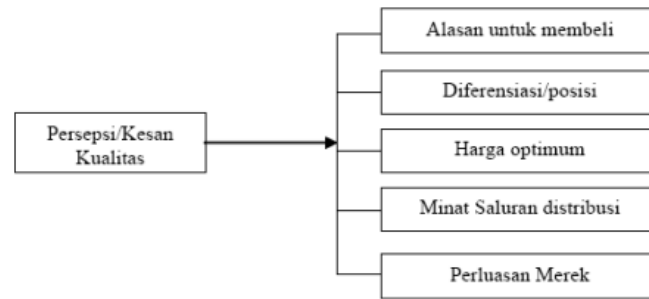 Persepsi/Kesan
Kualitas
Alasan untuk membeli
Diferensiasi/posisi
Harga optimum
Minat Saluran distribusi
Perluasan Merek